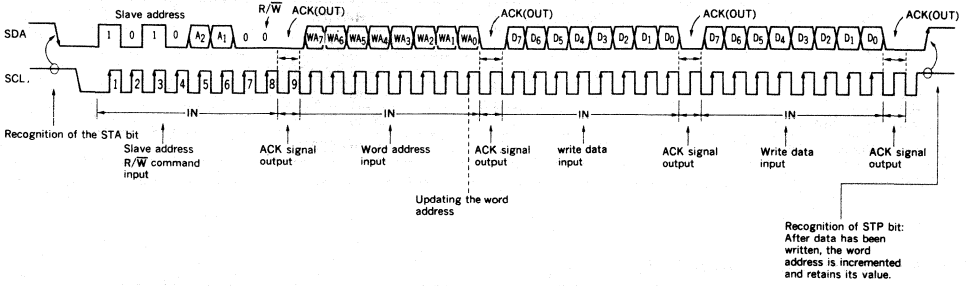 Slave address
R/W
ACK(OUT)
ACK(OUT)
ACK(OUT)
ACK(OUT)
SDA
1 0 1 0 A2 A1 0 0
WA7 WA6 WA5 WA4 WA3 WA2 WA1 WA0
D7 D6 D5 D4 D3 D2 D1 D0
D7 D6 D5 D4 D3 D2 D1 D0
SCL.
1 2 3 4 5 6 7 8 9
IN
IN
IN
IN
Recognition of the STA bit
Slave address
R/W command
input
ACK signal
output
Word address
input
ACK signal
output
write data
input
ACK signal
output
Write data
input
ACK signal
output
Updating the word
address
Recognition of STP bit:
After data has been
written, the word
address is incremented
and retains its value.